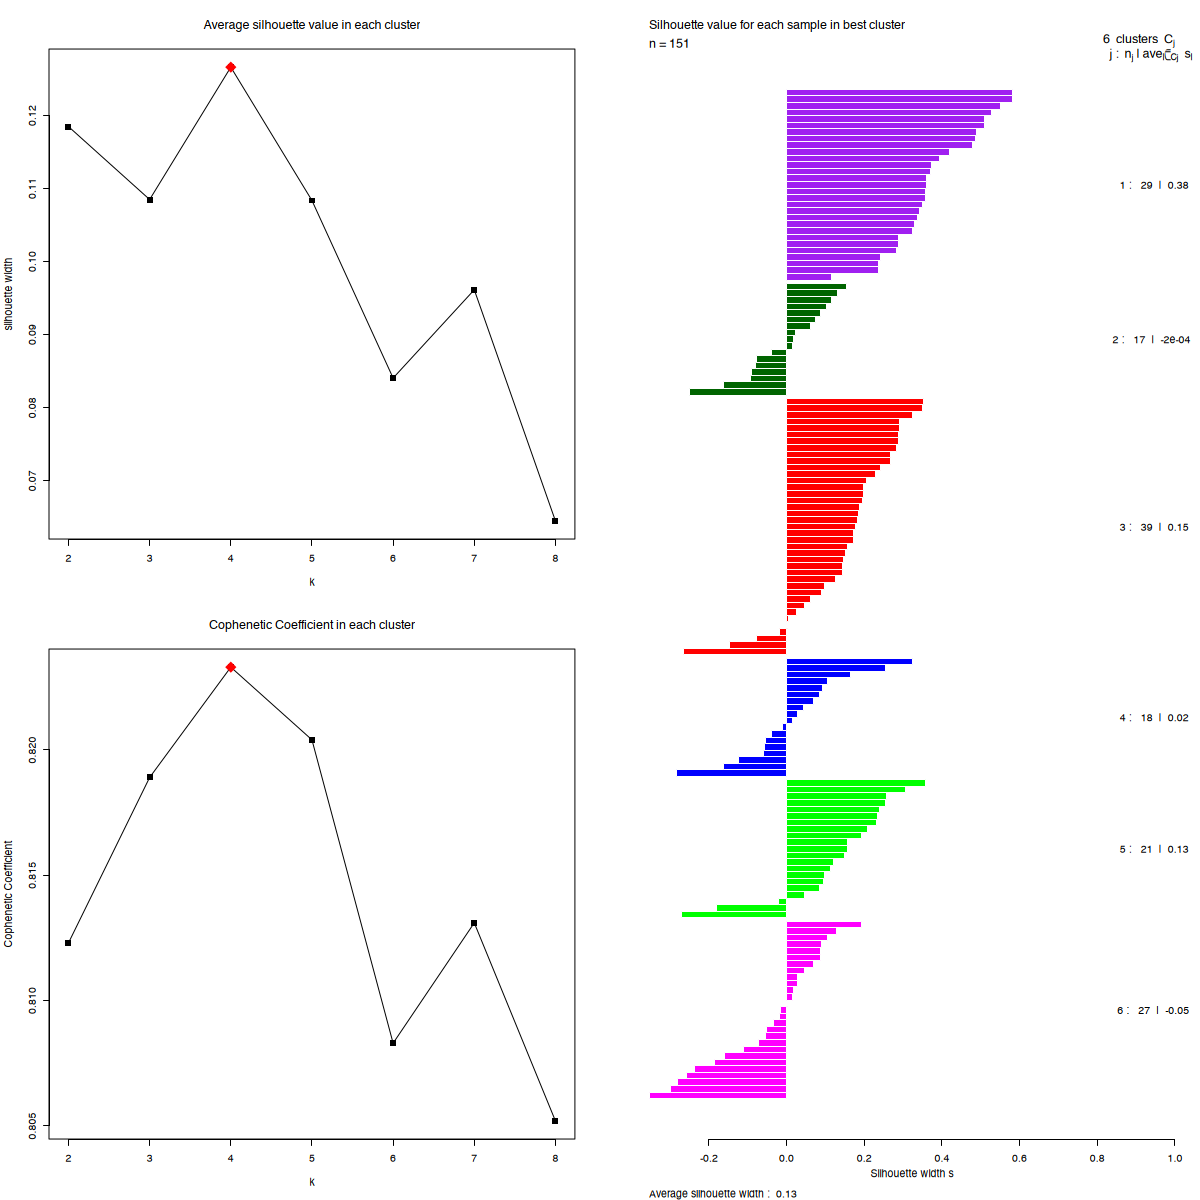 Average silhouette value in each cluster
silhouette width
0.12
0.11
0.10
0.09
0.08
0.07
2 3 4 5 6 7 8
k
Cophenetic Coefficient in each cluster
Cophenetic Coefficient
0.820
0.815
0.810
0.805
2 3 4 5 6 7 8
k
Silhouette value for each sample in best cluster
n = 151
6 clusters Cj
j : nj | avei∈Cj si
1 : 29 | 0.38
2 : 17 | -2e-04
3 : 39 | 0.15
4 : 18 | 0.02
5 : 21 | 0.13
6 : 27 | -0.05
-0.2 0.0 0.2 0.4 0.6 0.8 1.0
Silhouette width s
Average silhouette width : 0.13